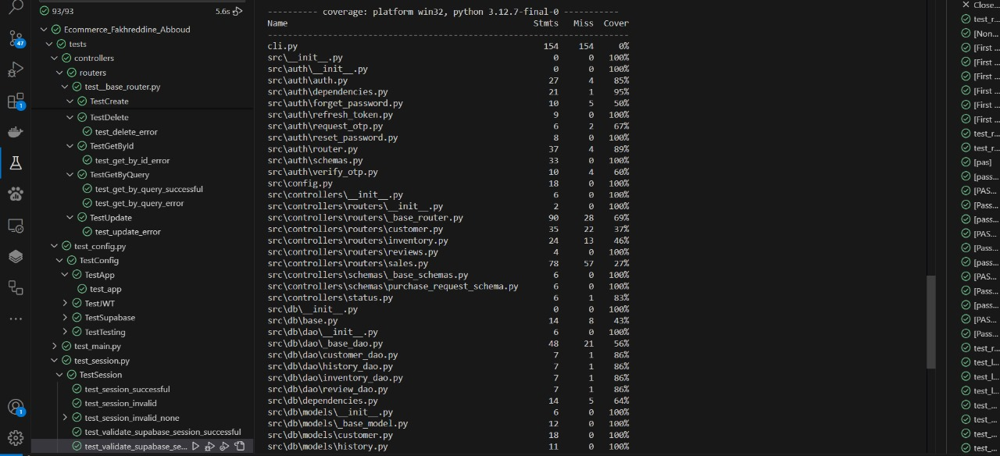 93/93
5.6s
47
Ecommerce_Fakhreddine_Abboud
tests
controllers
routers
test__base_router.py
TestCreate
TestDelete
test_delete_error
TestGetById
test_get_by_id_error
TestGetByQuery
test_get_by_query_successful
test_get_by_query_error
TestUpdate
test_update_error
test_config.py
TestConfig
TestApp
test_app
TestJWT
TestSupabase
TestTesting
test_main.py
test_session.py
TestSession
test_session_successful
test_session_invalid
test_session_invalid_none
test_validate_supabase_session_successful
test_validate_supabase_se...
1
1
---------- coverage: platform win32, python 3.12.7-final-0 -----------
Name Stmts Miss Cover
cli.py 154 154 0%
src\__init__.py 0 0 100%
src\auth\__init__.py 0 0 100%
src\auth\auth.py 27 4 85%
src\auth\dependencies.py 21 1 95%
src\auth\forget_password.py 10 5 50%
src\auth\refresh_token.py 9 0 100%
src\auth\request_otp.py 6 2 67%
src\auth\reset_password.py 8 0 100%
src\auth\router.py 37 4 89%
src\auth\schemas.py 33 0 100%
src\auth\verify_otp.py 10 4 60%
src\config.py 18 0 100%
src\controllers\__init__.py 6 0 100%
src\controllers\routers\__init__.py 2 0 100%
src\controllers\routers\_base_router.py 90 28 69%
src\controllers\routers\customer.py 35 22 37%
src\controllers\routers\inventory.py 24 13 46%
src\controllers\routers\reviews.py 4 0 100%
src\controllers\routers\sales.py 78 57 27%
src\controllers\schemas\_base_schemas.py 6 0 100%
src\controllers\schemas\purchase_request_schema.py 6 0 100%
src\controllers\status.py 6 1 83%
src\db\__init__.py 0 0 100%
src\db\base.py 14 8 43%
src\db\dao\__init__.py 6 0 100%
src\db\dao\_base_dao.py 48 21 56%
src\db\dao\customer_dao.py 7 1 86%
src\db\dao\history_dao.py 7 1 86%
src\db\dao\inventory_dao.py 7 1 86%
src\db\dao\review_dao.py 7 1 86%
src\db\dependencies.py 14 5 64%
src\db\models\__init__.py 6 0 100%
src\db\models\_base_model.py 12 0 100%
src\db\models\customer.py 18 0 100%
src\db\models\history.py 11 0 100%
Close...
test_r...
[Non...
[First ...
[First ...
[First ...
[First ...
[First ...
[First ...
test_r...
test_r...
[pas]
[pass...
[PAS...
[Pass...
[pass...
[PAS...
[Pass...
[pass...
[PAS...
[Pass...
[pass...
[PAS...
[Pass...
test_r...
test_l...
test_l...
test_l...
test_...
test_...
test_...
test_...